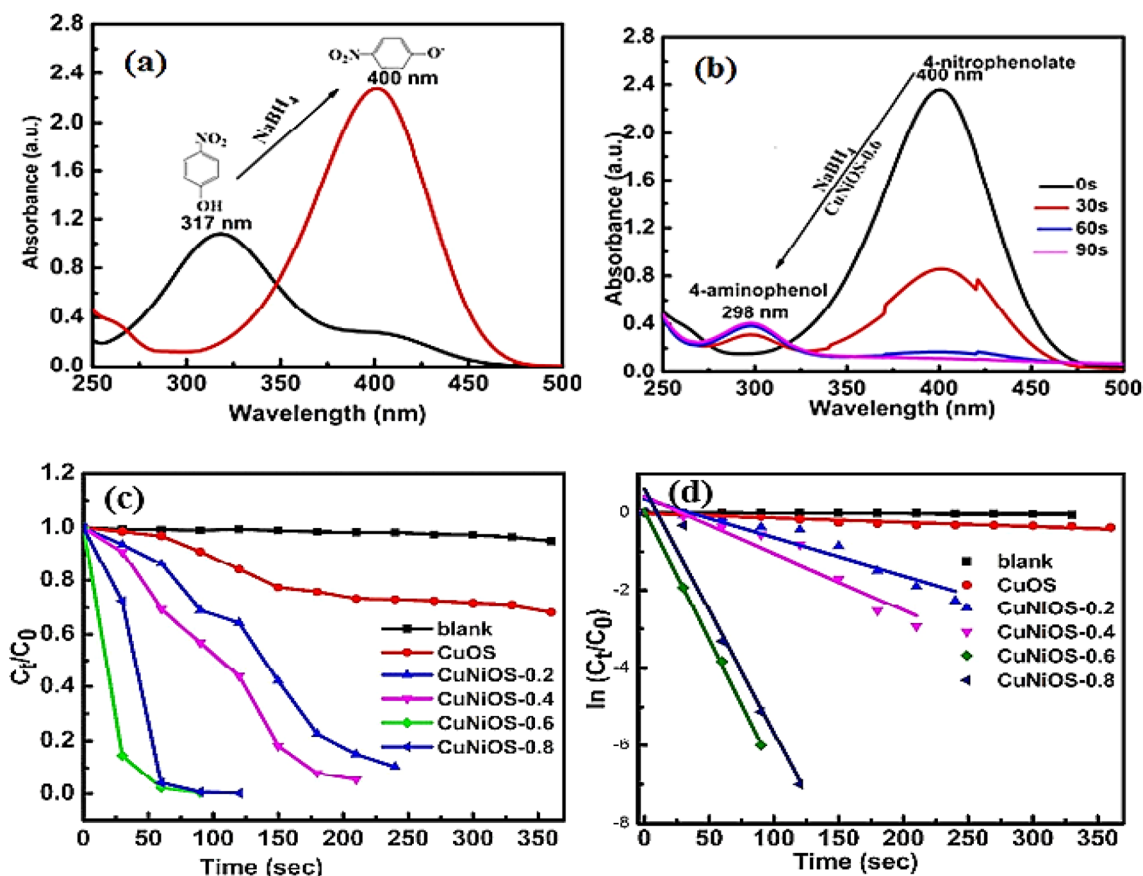 (a)
O₂N
O⁻
400 nm
NaBH₄
NO₂
OH
317 nm
2.8
2.4
2.0
1.6
1.2
0.8
0.4
0.0
Absorbance (a.u.)
250 300 350 400 450 500
Wavelength (nm)
(b)
4-nitrophenolate
400 nm
NaBH₄
CuNiOS-0.6
4-aminophenol
298 nm
0s
30s
60s
90s
2.8
2.4
2.0
1.6
1.2
0.8
0.4
0.0
Absorbance (a.u.)
250 300 350 400 450 500
Wavelength (nm)
(c)
1.2
1.0
0.8
0.6
0.4
0.2
0.0
Cₜ/C₀
blank
CuOS
CuNiOS-0.2
CuNiOS-0.4
CuNiOS-0.6
CuNiOS-0.8
0 50 100 150 200 250 300 350
Time (sec)
(d)
0
-2
-4
-6
-8
ln (Cₜ/C₀)
blank
CuOS
CuNIOS-0.2
CuNiOS-0.4
CuNiOS-0.6
CuNiOS-0.8
0 50 100 150 200 250 300 350
Time (sec)